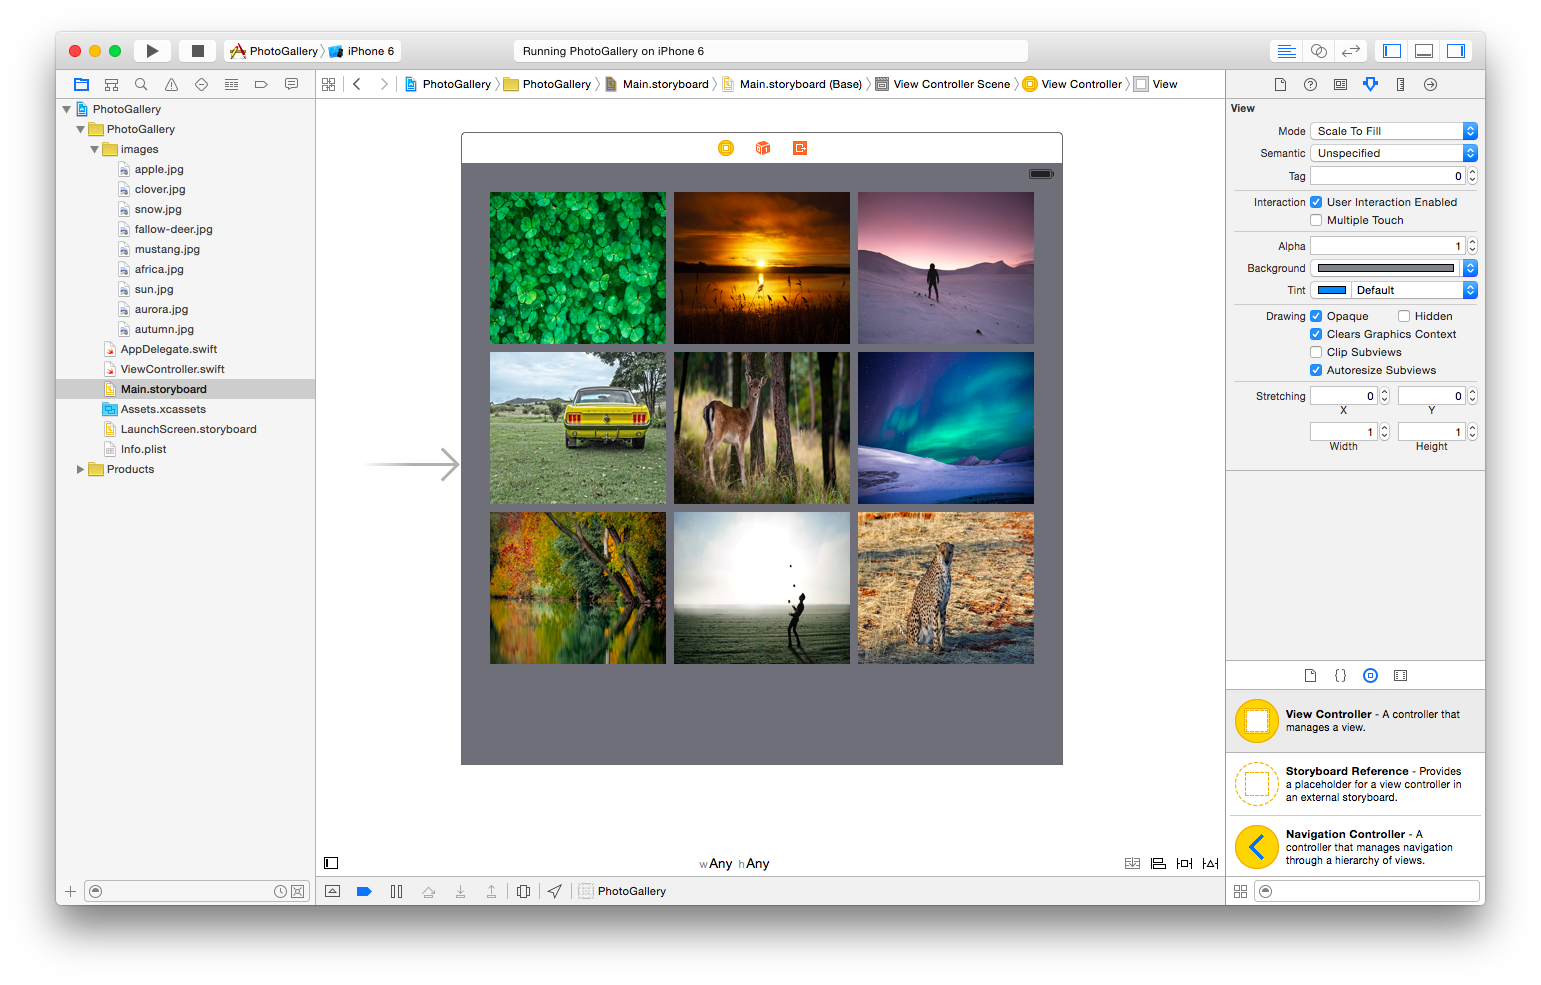 PhotoGallery iPhone 6
Running PhotoGallery on iPhone 6
PhotoGallery PhotoGallery Main.storyboard Main.storyboard (Base) View Controller Scene View Controller View
PhotoGallery
PhotoGallery
images
apple.jpg
clover.jpg
snow.jpg
fallow-deer.jpg
mustang.jpg
africa.jpg
sun.jpg
aurora.jpg
autumn.jpg
AppDelegate.swift
ViewController.swift
Main.storyboard
Assets.xcassets
LaunchScreen.storyboard
Info.plist
Products
wAny hAny
PhotoGallery
View
Mode Scale To Fill
Semantic Unspecified
Tag 0
Interaction User Interaction Enabled
Multiple Touch
Alpha 1
Background
Tint Default
Drawing Opaque Hidden
Clears Graphics Context
Clip Subviews
Autoresize Subviews
Stretching 0 0
X Y
1 1
Width Height
View Controller - A controller that
manages a view.
Storyboard Reference - Provides
a placeholder for a view controller in
an external storyboard.
Navigation Controller - A
controller that manages navigation
through a hierarchy of views.